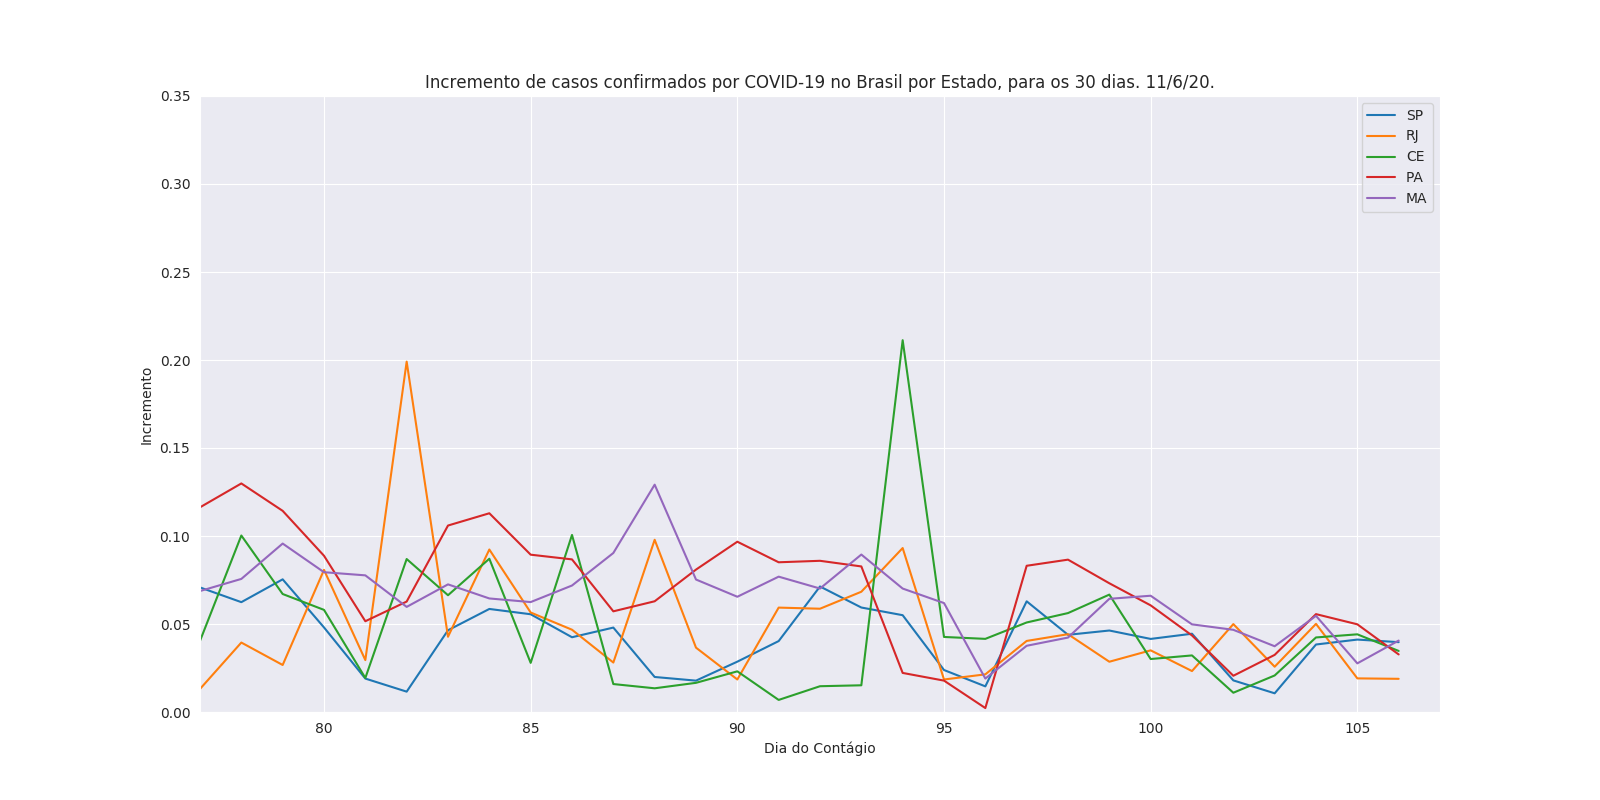 Incremento de casos confirmados por COVID-19 no Brasil por Estado, para os 30 dias. 11/6/20.
0.35
0.30
0.25
0.20
0.15
0.10
0.05
0.00
Incremento
SP
RJ
CE
PA
MA
80 85 90 95 100 105
Dia do Contágio